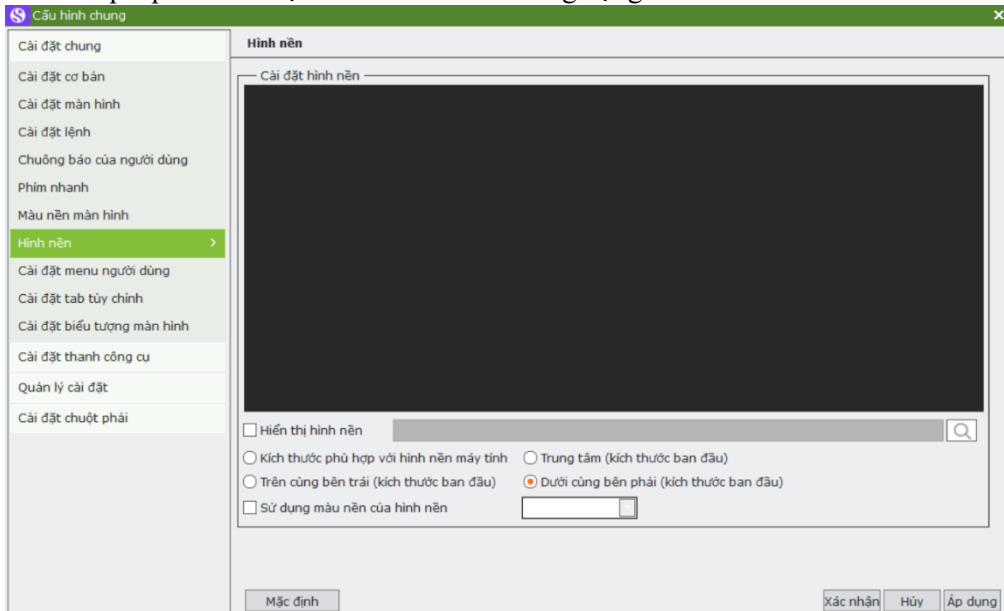 Cấu hình chung
Cài đặt chung
Cài đặt cơ bản
Cài đặt màn hình
Cài đặt lệnh
Chuông báo của người dùng
Phím nhanh
Màu nền màn hình
Hình nền
Cài đặt menu người dùng
Cài đặt tab tùy chỉnh
Cài đặt biểu tượng màn hình
Cài đặt thanh công cụ
Quản lý cài đặt
Cài đặt chuột phải
Hình nền
Cài đặt hình nền
Hiển thị hình nền
Kích thước phù hợp với hình nền máy tính Trung tâm (kích thước ban đầu)
Trên cùng bên trái (kích thước ban đầu) Dưới cùng bên phải (kích thước ban đầu)
Sử dụng màu nền của hình nền
Mặc định Xác nhận Hủy Áp dụng